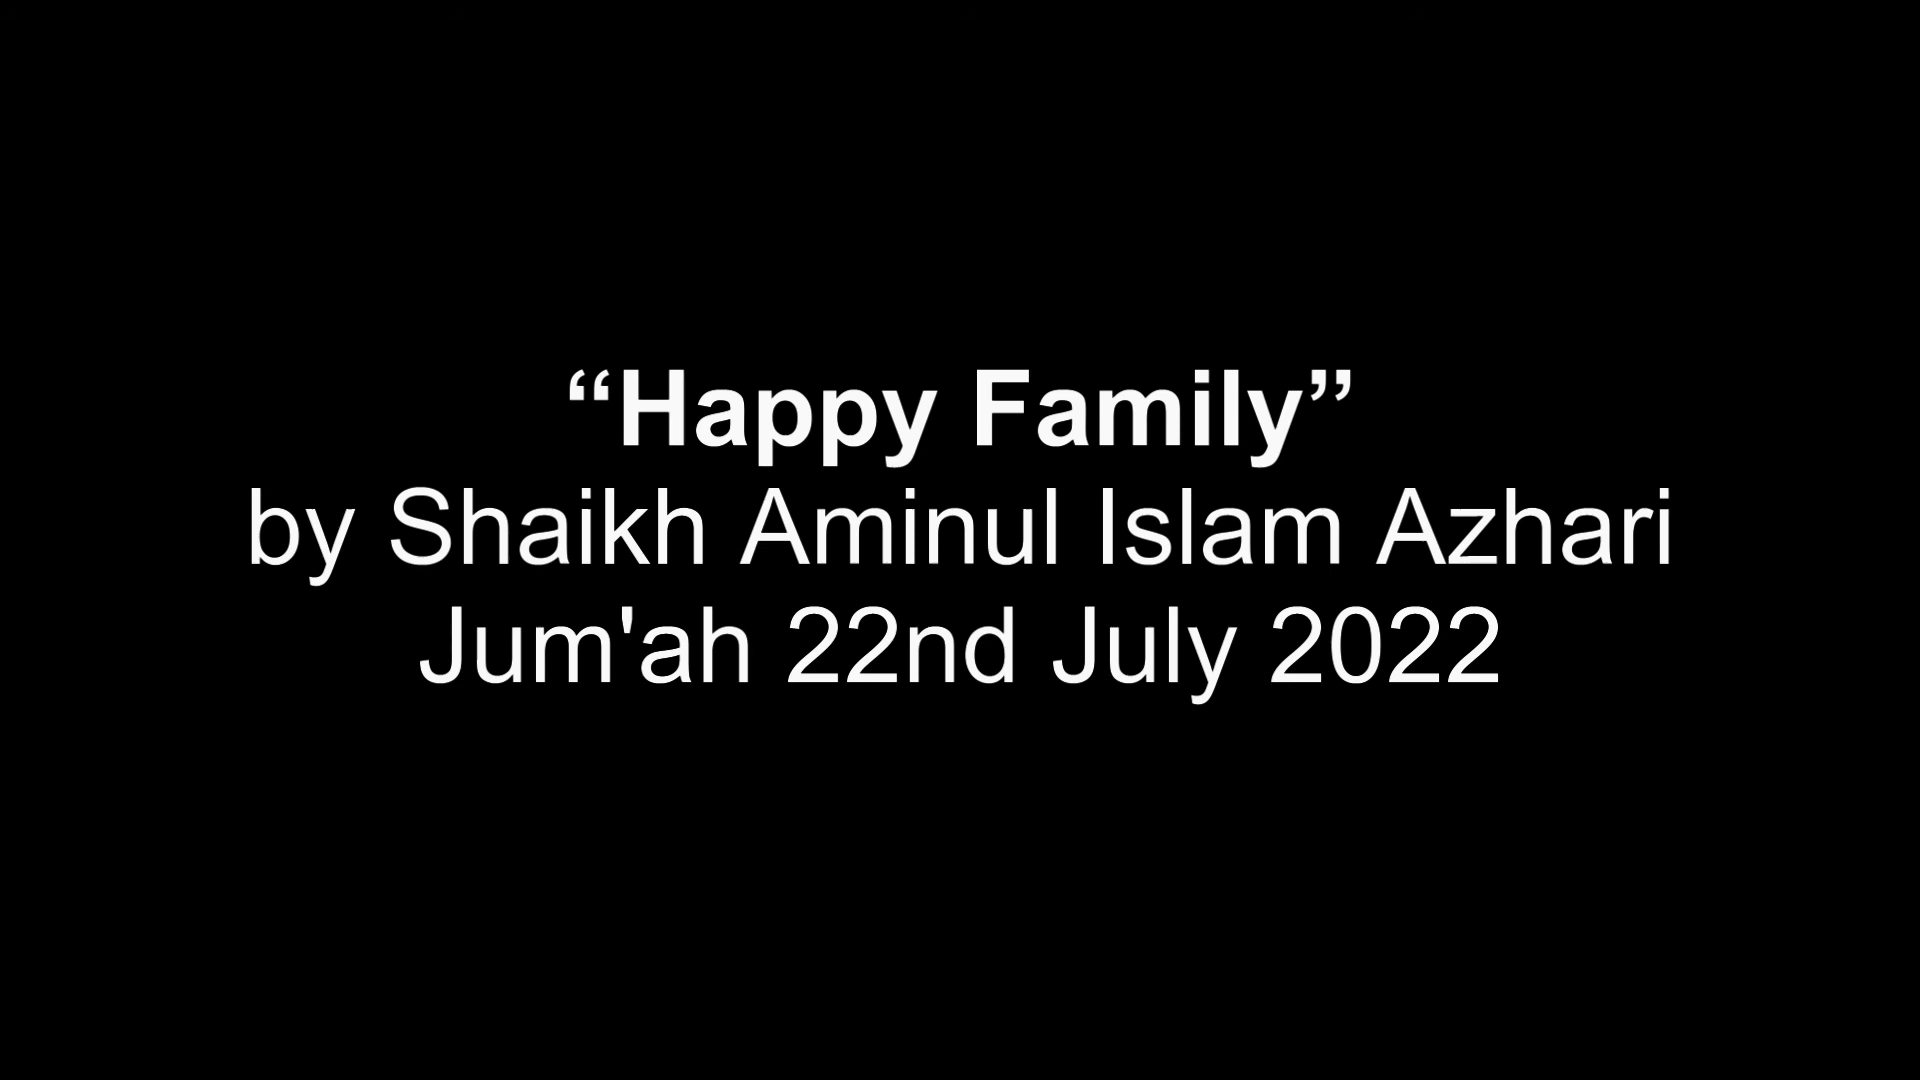 “Happy Family”
by Shaikh Aminul Islam Azhari
Jum'ah 22nd July 2022